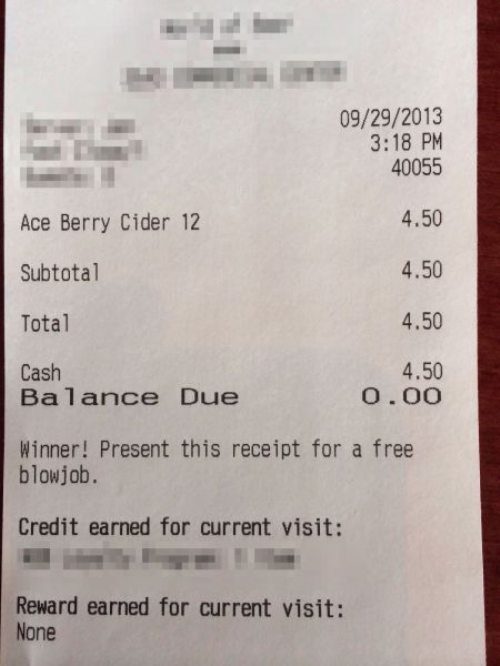 09/29/2013
3:18 PM
40055
Ace Berry Cider 12 4.50
Subtotal 4.50
Total 4.50
Cash 4.50
Balance Due 0.00
Winner! Present this receipt for a free
blowjob.
Credit earned for current visit:
Reward earned for current visit:
None